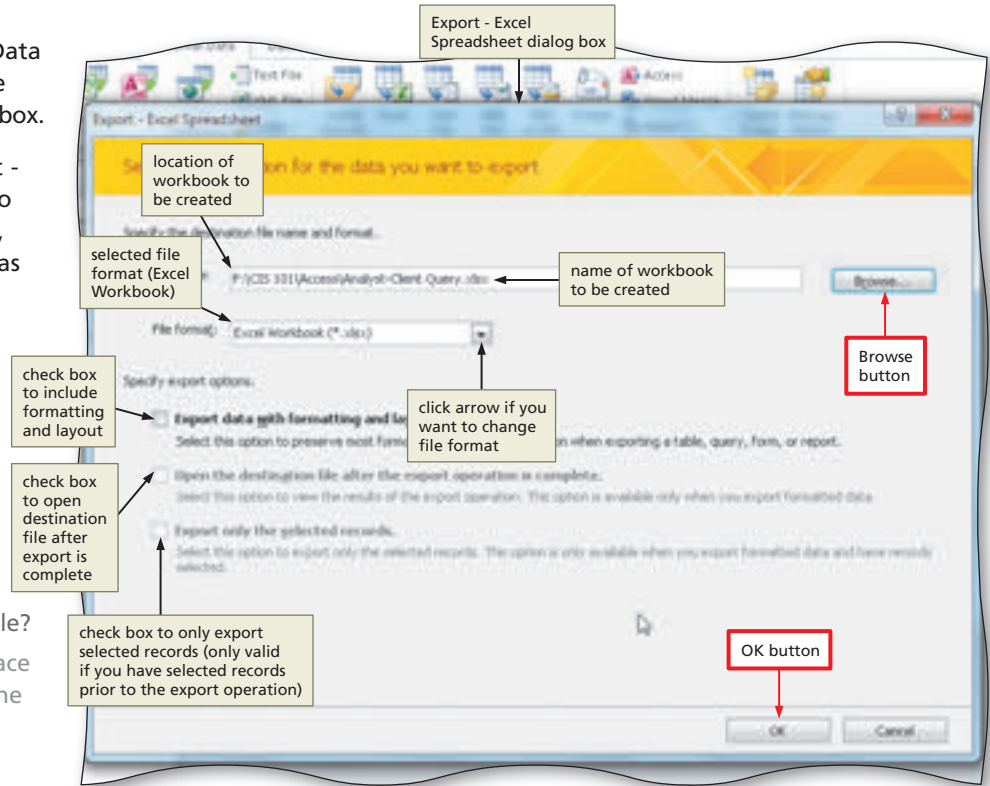 Export - Excel
Spreadsheet dialog box
Data
box.
t -
as
Text File
Access
Export - Excel Spreadsheet
for the data you want to export
location of
workbook to
be created
Specify the destination file name and format.
selected file
format (Excel
Workbook)
F:\CIS 101\Access\Analyst-Client Query.xlsx
name of workbook
to be created
Browse...
File format:
Excel Workbook (*.xlsx)
Browse
button
check box
to include
formatting
and layout
Specify export options.
click arrow if you
want to change
file format
Export data with formatting and
Select this option to preserve most when exporting a table, query, form, or report.
check box
to open
destination
file after
export is
complete
Open the destination file after the export operation is complete.
Select this option to view the results of the export operation. This option is available only when you export formatted data.
Export only the selected records.
Select this option to export only the selected records. This option is only available when you export formatted data and have records
selected.
le?
ace
he
check box to only export
selected records (only valid
if you have selected records
prior to the export operation)
OK button
OK
Cancel